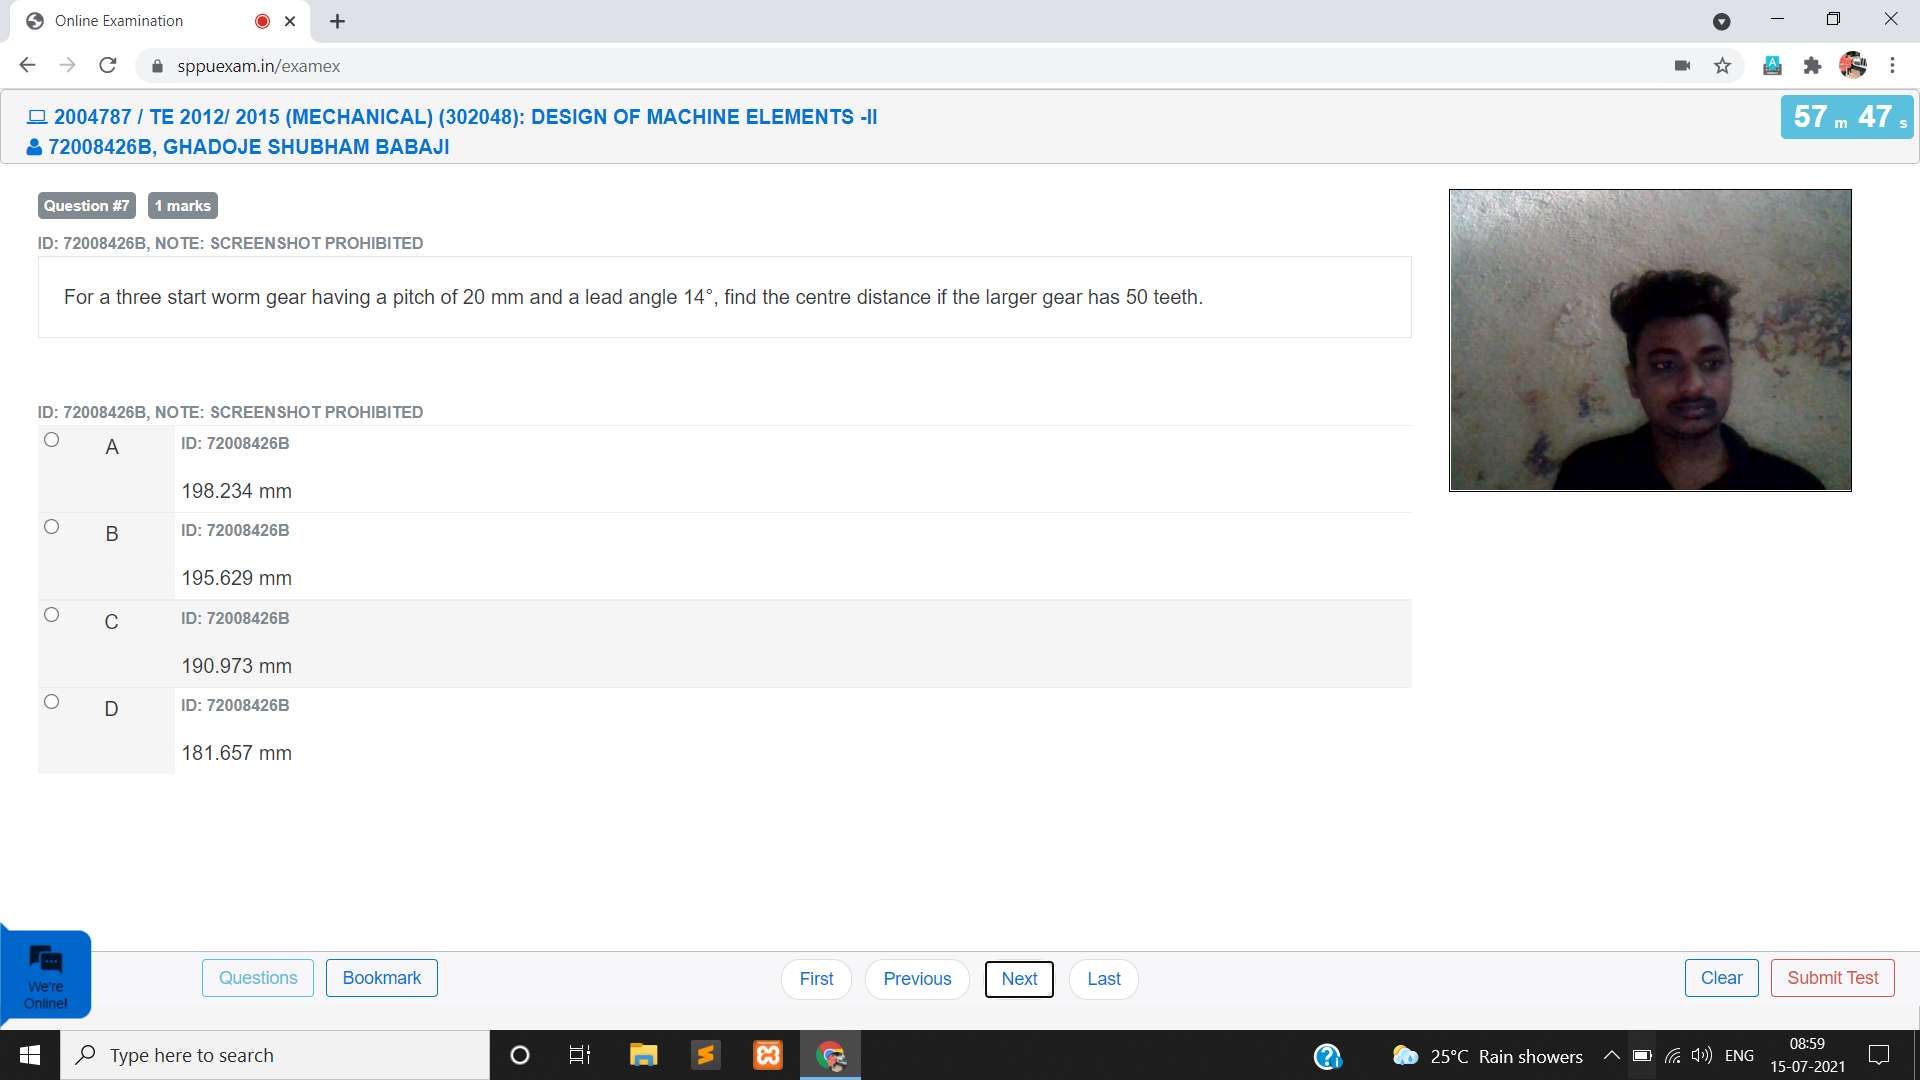 Online Examination
sppuexam.in/examex
2004787 / TE 2012/ 2015 (MECHANICAL) (302048): DESIGN OF MACHINE ELEMENTS -II
72008426B, GHADOJE SHUBHAM BABAJI
57 m 47 s
Question #7 1 marks
ID: 72008426B, NOTE: SCREENSHOT PROHIBITED
For a three start worm gear having a pitch of 20 mm and a lead angle 14°, find the centre distance if the larger gear has 50 teeth.
ID: 72008426B, NOTE: SCREENSHOT PROHIBITED
A ID: 72008426B
198.234 mm
B ID: 72008426B
195.629 mm
C ID: 72008426B
190.973 mm
D ID: 72008426B
181.657 mm
We're
Online!
Questions Bookmark First Previous Next Last Clear Submit Test
Type here to search
25°C Rain showers ENG
08:59
15-07-2021